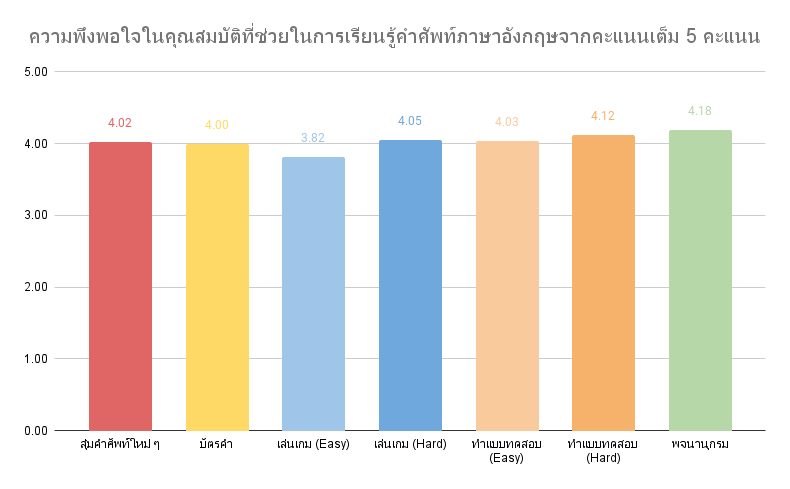 ความพึงพอใจในคุณสมบัติที่ช่วยในการเรียนรู้คำศัพท์ภาษาอังกฤษจากคะแนนเต็ม 5 คะแนน
5.00
4.00
3.00
2.00
1.00
0.00
4.02
4.00
3.82
4.05
4.03
4.12
4.18
สุ่มคำศัพท์ใหม่ ๆ
บัตรคำ
เล่นเกม (Easy)
เล่นเกม (Hard)
ทำแบบทดสอบ
(Easy)
ทำแบบทดสอบ
(Hard)
พจนานุกรม